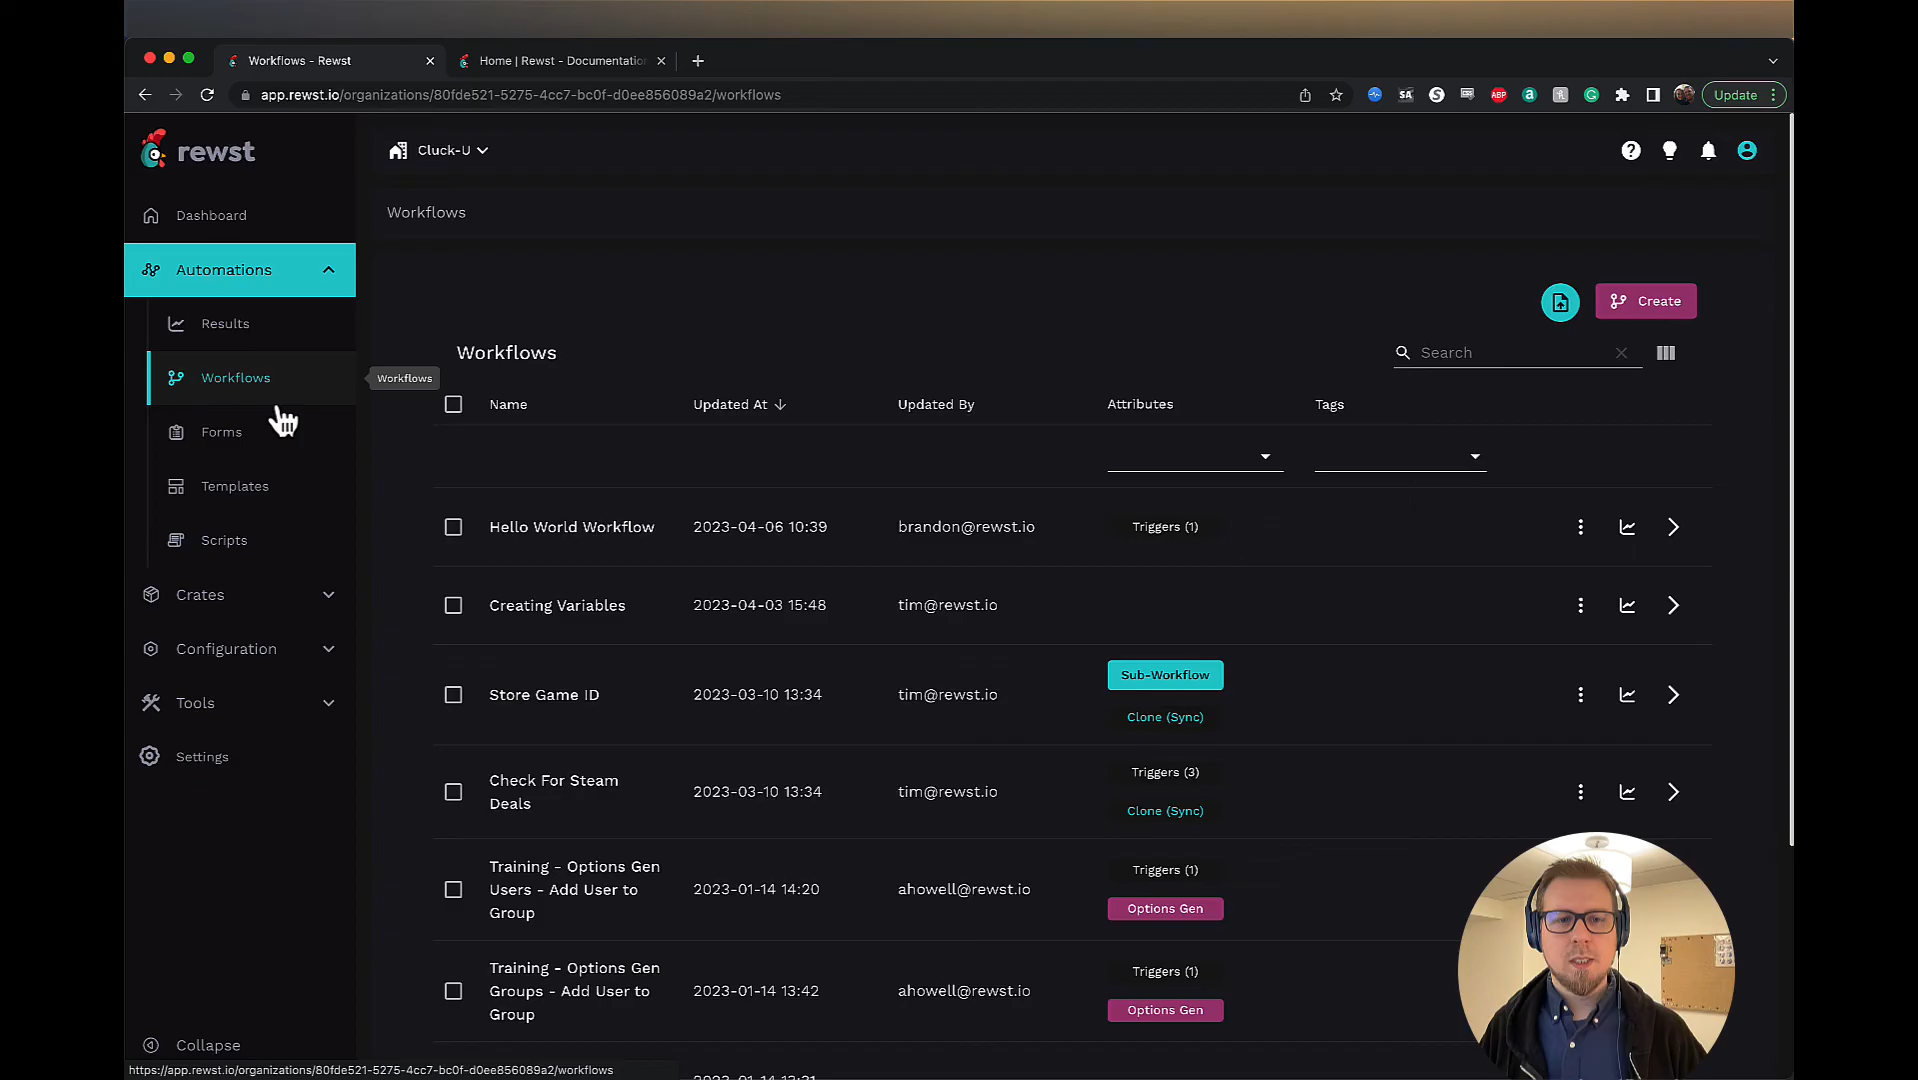 Workflows - Rewst
Home | Rewst - Documentatio
app.rewst.io/organizations/80fde521-5275-4cc7-bc0f-d0ee856089a2/workflows
SA
S
CSS
ABP
a
G
Update
rewst
Cluck-U
Dashboard
Workflows
Automations
Results
Create
Workflows
Search
Workflows
Workflows
Name
Updated At
Updated By
Attributes
Tags
Forms
Templates
Scripts
Hello World Workflow
2023-04-06 10:39
brandon@rewst.io
Triggers (1)
Crates
Creating Variables
2023-04-03 15:48
tim@rewst.io
Configuration
Store Game ID
2023-03-10 13:34
tim@rewst.io
Sub-Workflow
Clone (Sync)
Tools
Settings
Check For Steam
Deals
2023-03-10 13:34
tim@rewst.io
Triggers (3)
Clone (Sync)
Training - Options Gen
Users - Add User to
Group
2023-01-14 14:20
ahowell@rewst.io
Triggers (1)
Options Gen
Training - Options Gen
Groups - Add User to
Group
2023-01-14 13:42
ahowell@rewst.io
Triggers (1)
Options Gen
Collapse
https://app.rewst.io/organizations/80fde521-5275-4cc7-bc0f-d0ee856089a2/workflows